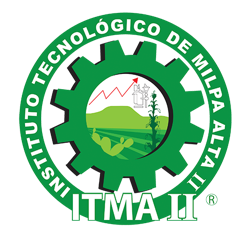 INSTITUTO TECNOLÓGICO DE MILPA ALTA II
ITMA II ®